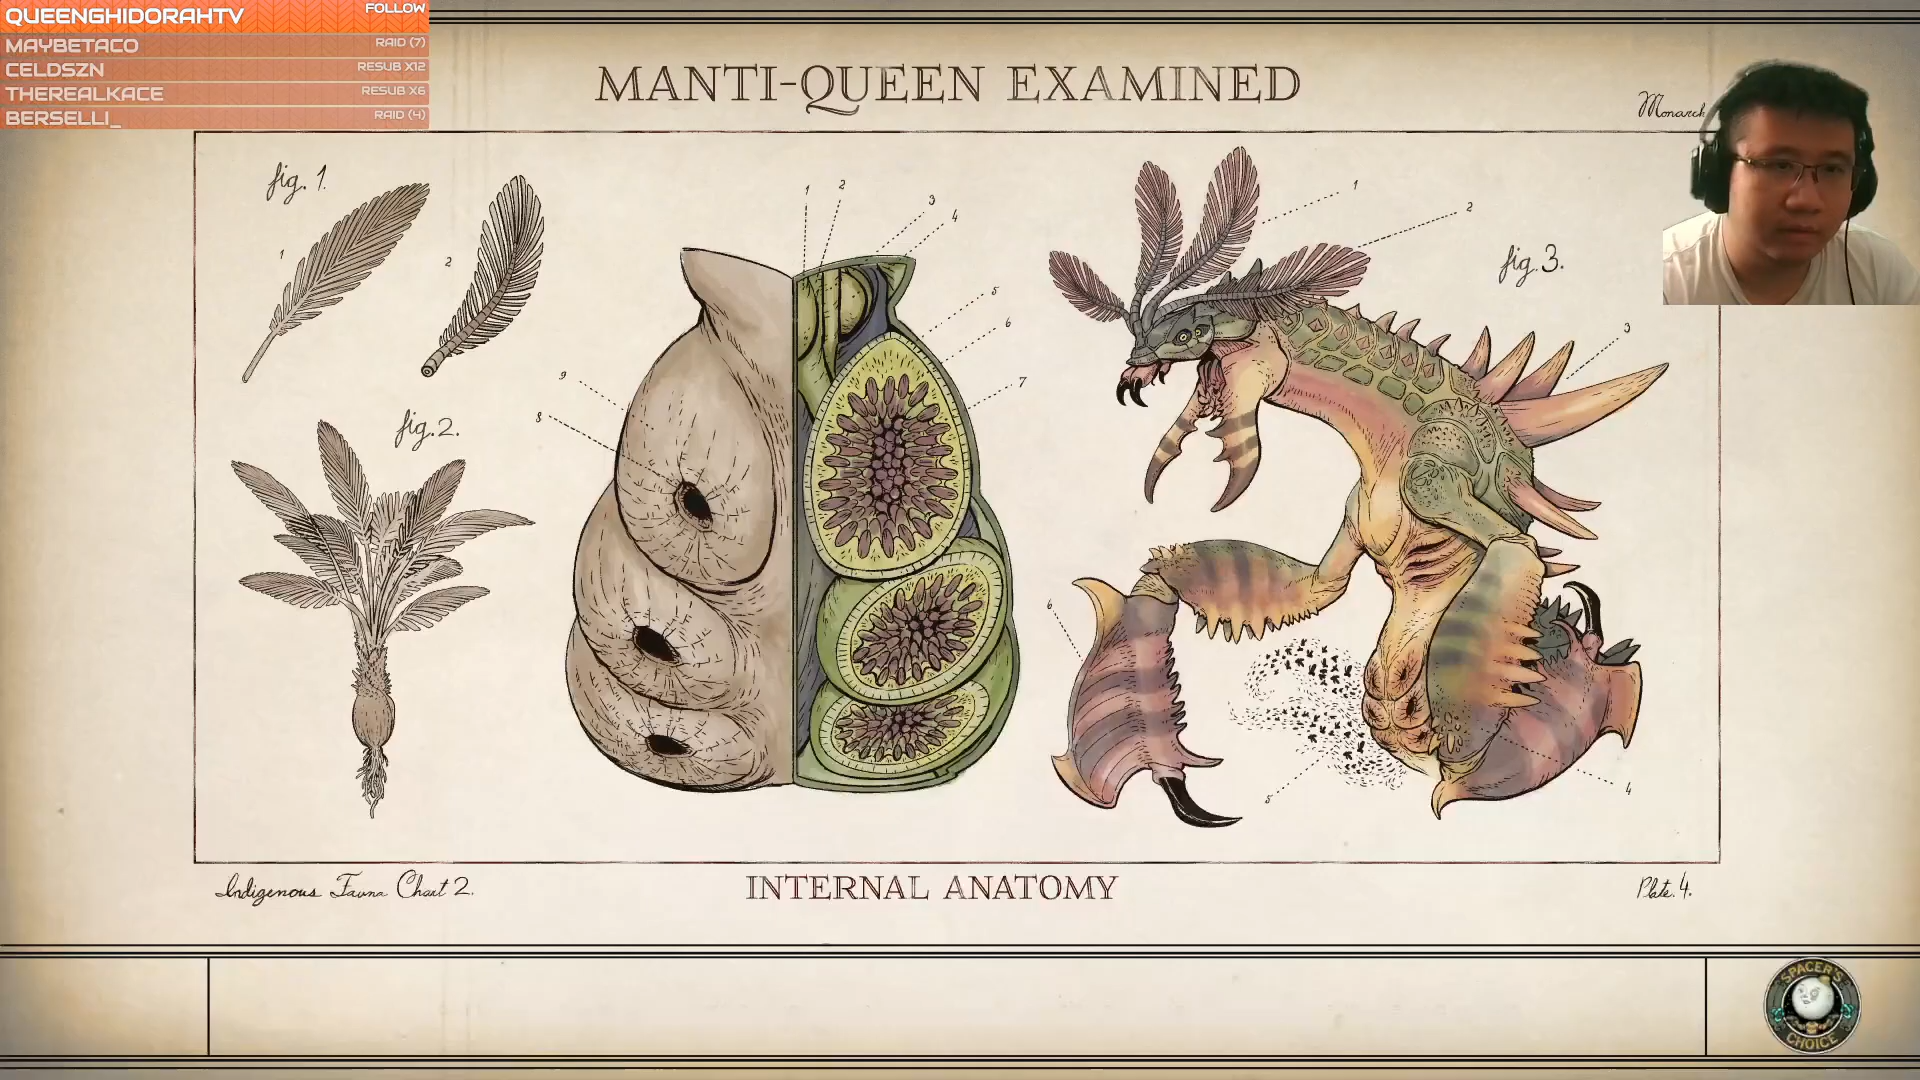 QUEENGHIDORAHTV FOLLOW
MAYBETACO RAID (7)
CELDSZN RESUB X12
THEREALKACE RESUB X6
BERSELLI_ RAID (4)
MANTI-QUEEN EXAMINED
Monarch
fig. 1.
1
2
fig. 2.
1
2
3
4
5
6
7
8
9
fig. 3.
1
2
3
4
5
6
Indigenous Fauna Chart 2.
INTERNAL ANATOMY
Plate. 4.
SPACER'S
CHOICE